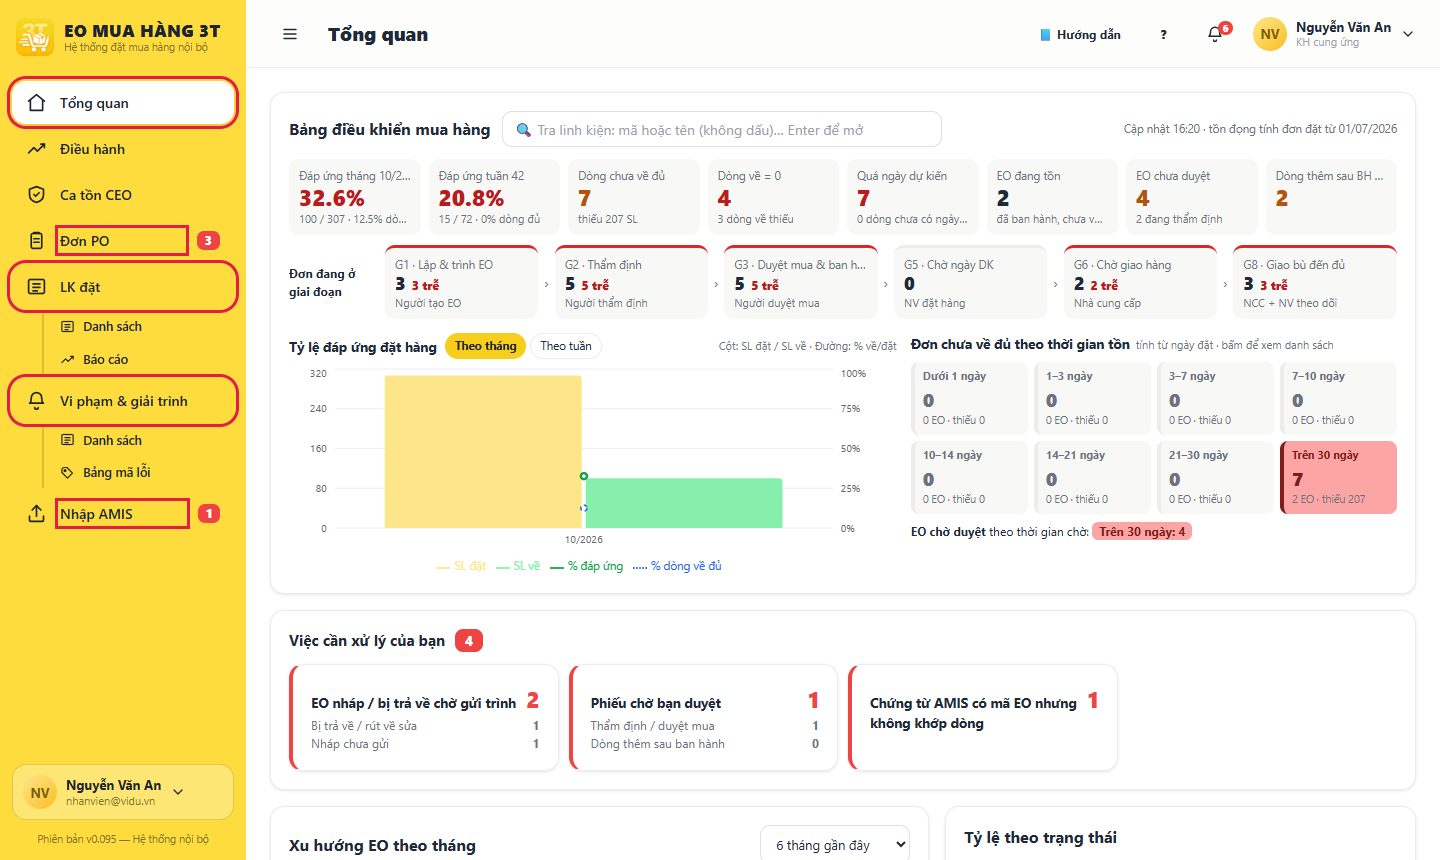 EO MUA HÀNG 3T
Hệ thống đặt mua hàng nội bộ
Tổng quan
Điều hành
Ca tồn CEO
Đơn PO 3
LK đặt
Danh sách
Báo cáo
Vi phạm & giải trình
Danh sách
Bảng mã lỗi
Nhập AMIS 1
NV
Nguyễn Văn An
nhanvien@vidu.vn
Phiên bản v0.095 — Hệ thống nội bộ
Tổng quan
Hướng dẫn
?
6
NV
Nguyễn Văn An
KH cung ứng
Bảng điều khiển mua hàng
Tra linh kiện: mã hoặc tên (không dấu)... Enter để mở
Cập nhật 16:20 · tồn đọng tính đơn đặt từ 01/07/2026
Đáp ứng tháng 10/2...
32.6%
100 / 307 · 12.5% dò...
Đáp ứng tuần 42
20.8%
15 / 72 · 0% dòng đủ
Dòng chưa về đủ
7
thiếu 207 SL
Dòng về = 0
4
3 dòng về thiếu
Quá ngày dự kiến
7
0 dòng chưa có ngày...
EO đang tồn
2
đã ban hành, chưa v...
EO chưa duyệt
4
2 đang thẩm định
Dòng thêm sau BH ...
2
Đơn đang ở
giai đoạn
G1 · Lập & trình EO
3 3 trễ
Người tạo EO
›
G2 · Thẩm định
5 5 trễ
Người thẩm định
›
G3 · Duyệt mua & ban h...
5 5 trễ
Người duyệt mua
›
G5 · Chờ ngày DK
0
NV đặt hàng
›
G6 · Chờ giao hàng
2 2 trễ
Nhà cung cấp
›
G8 · Giao bù đến đủ
3 3 trễ
NCC + NV theo dõi
Tỷ lệ đáp ứng đặt hàng
Theo tháng
Theo tuần
Cột: SL đặt / SL về · Đường: % về/đặt
320
240
160
80
0
100%
75%
50%
25%
0%
10/2026
SL đặt
SL về
% đáp ứng
% dòng về đủ
Đơn chưa về đủ theo thời gian tồn tính từ ngày đặt · bấm để xem danh sách
Dưới 1 ngày
0
0 EO · thiếu 0
1–3 ngày
0
0 EO · thiếu 0
3–7 ngày
0
0 EO · thiếu 0
7–10 ngày
0
0 EO · thiếu 0
10–14 ngày
0
0 EO · thiếu 0
14–21 ngày
0
0 EO · thiếu 0
21–30 ngày
0
0 EO · thiếu 0
Trên 30 ngày
7
2 EO · thiếu 207
EO chờ duyệt theo thời gian chờ: Trên 30 ngày: 4
Việc cần xử lý của bạn 4
EO nháp / bị trả về chờ gửi trình 2
Bị trả về / rút về sửa 1
Nháp chưa gửi 1
Phiếu chờ bạn duyệt 1
Thẩm định / duyệt mua 1
Dòng thêm sau ban hành 0
Chứng từ AMIS có mã EO nhưng 1
không khớp dòng
Xu hướng EO theo tháng
6 tháng gần đây
Tỷ lệ theo trạng thái